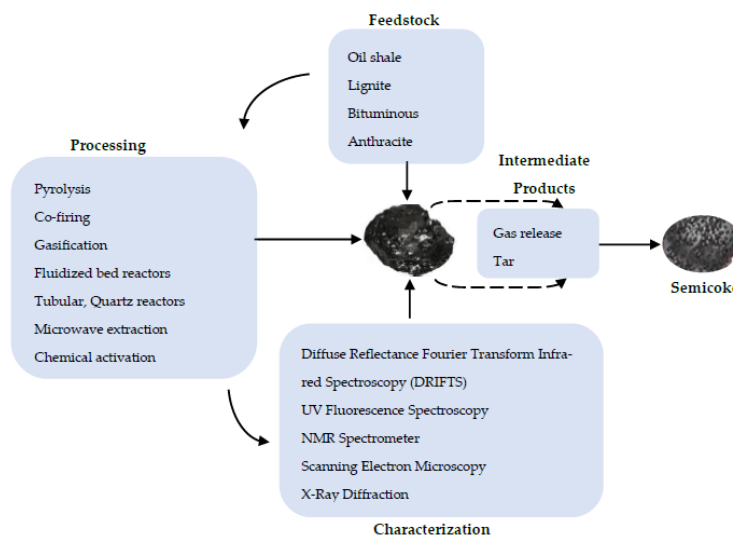 Feedstock
Oil shale
Lignite
Bituminous
Anthracite
Processing
Pyrolysis
Co-firing
Gasification
Fluidized bed reactors
Tubular, Quartz reactors
Microwave extraction
Chemical activation
Intermediate
Products
Gas release
Tar
Semicoke
Diffuse Reflectance Fourier Transform Infra-
red Spectroscopy (DRIFTS)
UV Fluorescence Spectroscopy
NMR Spectrometer
Scanning Electron Microscopy
X-Ray Diffraction
Characterization